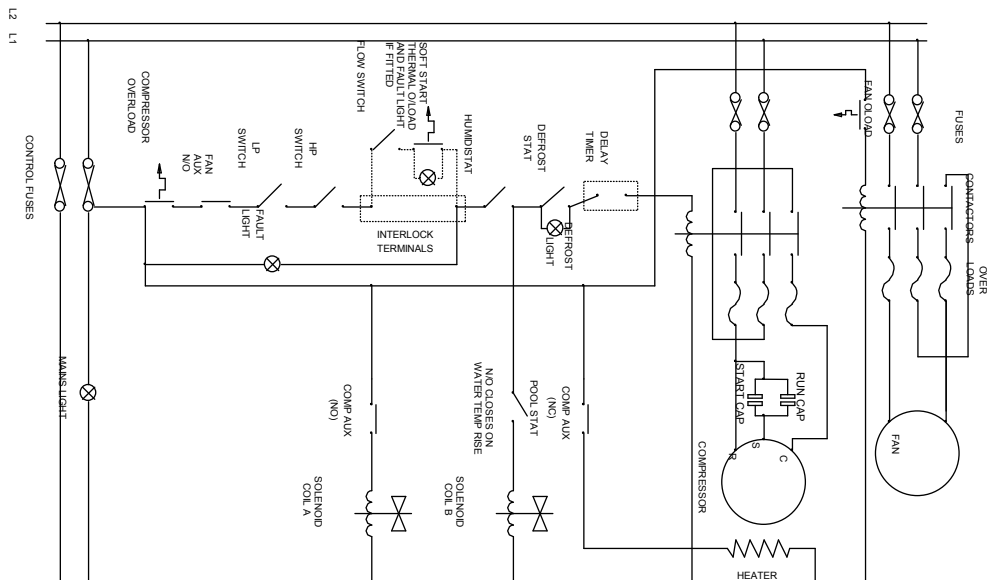 L2
L1
CONTROL FUSES
MAINS LIGHT
COMPRESSOR
OVERLOAD
FAN
AUX
N/O
LP
SWITCH
FAULT
LIGHT
HP
SWITCH
FLOW SWITCH
SOFT START
THERMAL O/LOAD
AND FAULT LIGHT
IF FITTED
HUMIDISTAT
INTERLOCK
TERMINALS
DEFROST
STAT
DEFROST
LIGHT
DELAY
TIMER
FAN OLOAD
FUSES
CONTACTORS
OVER
LOADS
COMP AUX
(NO)
SOLENOID
COIL A
N/O CLOSES ON
WATER TEMP RISE
POOL STAT
SOLENOID
COIL B
COMP AUX
(NC)
START CAP
RUN CAP
COMPRESSOR
R
S
C
FAN
HEATER